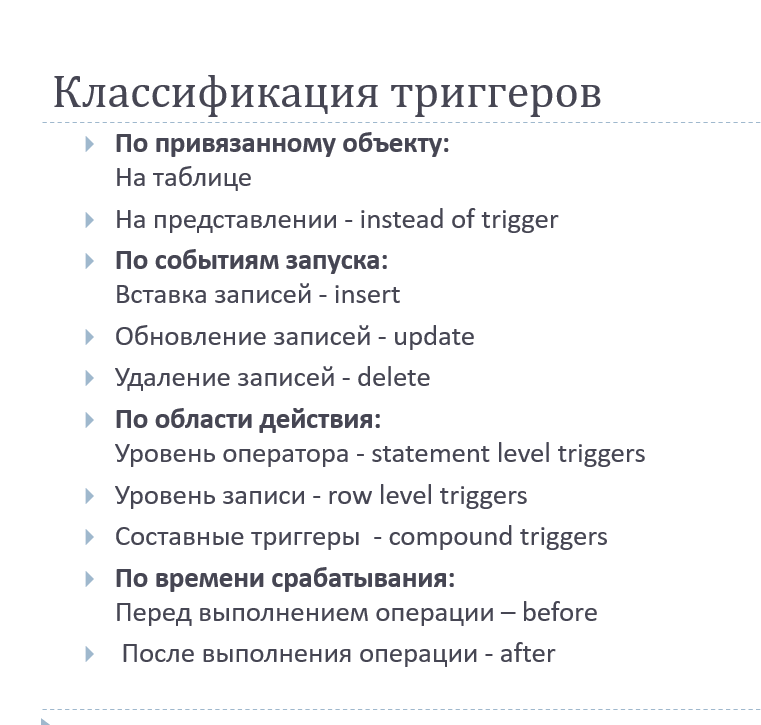 Классификация триггеров
По привязанному объекту:
На таблице
На представлении - instead of trigger
По событиям запуска:
Вставка записей - insert
Обновление записей - update
Удаление записей - delete
По области действия:
Уровень оператора - statement level triggers
Уровень записи - row level triggers
Составные триггеры  - compound triggers
По времени срабатывания:
Перед выполнением операции – before
После выполнения операции - after